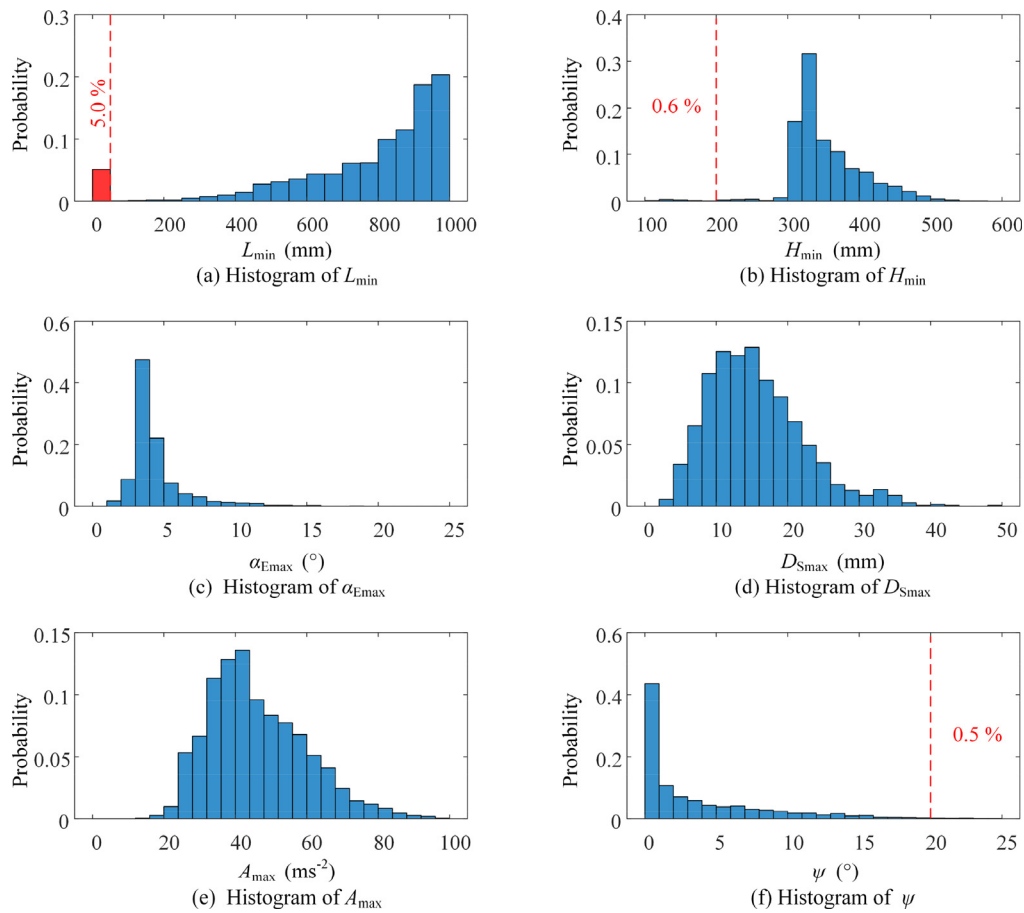 0.3
0.2
0.1
0
Probability
5.0 %
0 200 400 600 800 1000
Lmin (mm)
(a) Histogram of Lmin
0.4
0.3
0.2
0.1
0
Probability
0.6 %
100 200 300 400 500 600
Hmin (mm)
(b) Histogram of Hmin
0.6
0.4
0.2
0
Probability
0 5 10 15 20 25
αEmax (°)
(c) Histogram of αEmax
0.15
0.1
0.05
0
Probability
0 10 20 30 40 50
DSmax (mm)
(d) Histogram of DSmax
0.15
0.1
0.05
0
Probability
0 20 40 60 80 100
Amax (ms-2)
(e) Histogram of Amax
0.6
0.4
0.2
0
Probability
0.5 %
0 5 10 15 20 25
ψ (°)
(f) Histogram of ψ